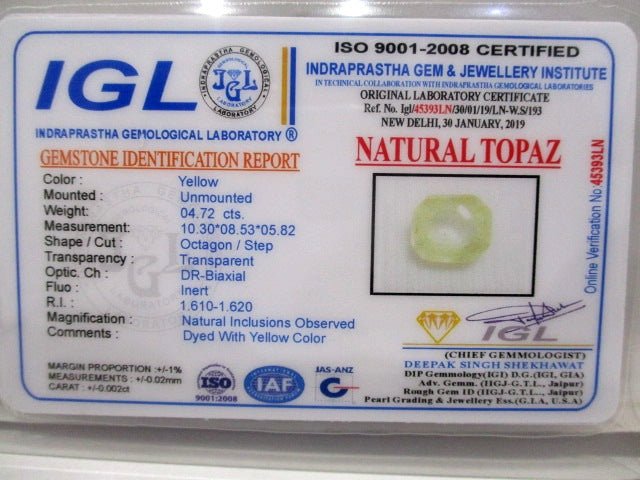 IGL
INDRAPRASTHA GEMOLOGICAL LABORATORY
IGL
INDRAPRASTHA GEMOLOGICAL LABORATORY ®
GEMSTONE IDENTIFICATION REPORT
Color : Yellow
Mounted : Unmounted
Weight: 04.72 cts.
Measurement: 10.30*08.53*05.82
Shape / Cut : Octagon / Step
Transparency : Transparent
Optic. Ch : DR-Biaxial
Fluo : Inert
R.I. : 1.610-1.620
Magnification : Natural Inclusions Observed
Comments : Dyed With Yellow Color
MARGIN PROPORTION :+/-1%
MEASUREMENTS : +/-0.02mm
CARAT : +/-0.002ct
ISO
9001:2008
IAF
JAS-ANZ
ISO 9001-2008 CERTIFIED
INDRAPRASTHA GEM & JEWELLERY INSTITUTE
IN TECHNICAL COLLABORATION WITH INDRAPRASTHA GEMOLOGICAL LABORATORIES
ORIGINAL LABORATORY CERTIFICATE
Ref. No. Igl/45393LN/30/01/19/LN-W.S/193
NEW DELHI, 30 JANUARY, 2019
NATURAL TOPAZ
Online Verification No:45393LN
IGL
(CHIEF GEMMOLOGIST)
DEEPAK SINGH SHEKHAWAT
DIP Gemmology(IGI) D.G.(IGI, GIA)
Adv. Gemm. (IIGJ-G.T.L., Jaipur)
Rough Gem ID (IIGJ-G.T.L., Jaipur)
Pearl Grading & Jewellery Ess.(G.I.A, U.S.A)